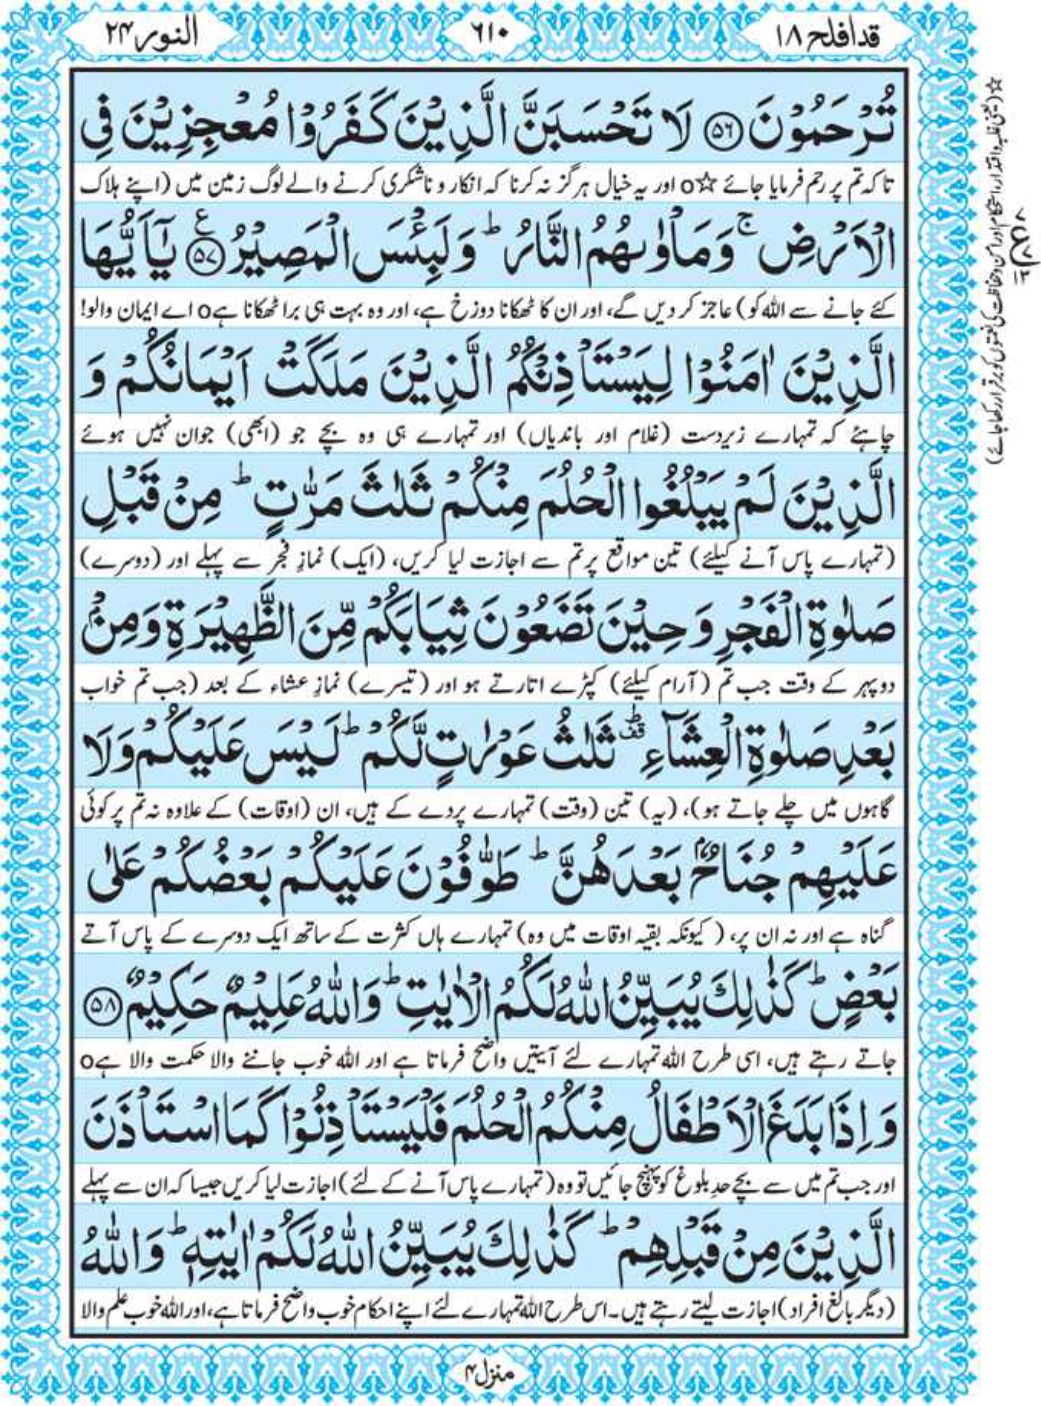 قد افلح ۱۸
۶۱۰
النور ۲۴
تُرْحَمُوْنَ ﴿۵۶﴾ لَا تَحْسَبَنَّ الَّذِيْنَ كَفَرُوْا مُعْجِزِيْنَ فِي
تاکہ تم پر رحم فرمایا جائے ☆o اور یہ خیال ہرگز نہ کرنا کہ انکار و ناشکری کرنے والے لوگ زمین میں (اپنے ہلاک
الْاَرْضِ ۚ وَمَاْوٰىهُمُ النَّارُ ؕ وَلَبِئْسَ الْمَصِيْرُ ﴿۵۷﴾ يٰٓاَيُّهَا
کئے جانے سے اللہ کو) عاجز کر دیں گے، اور ان کا ٹھکانا دوزخ ہے، اور وہ بہت ہی برا ٹھکانا ہےo اے ایمان والو!
الَّذِيْنَ اٰمَنُوْا لِيَسْتَاْذِنْكُمُ الَّذِيْنَ مَلَكَتْ اَيْمَانُكُمْ وَ
چاہئے کہ تمہارے زیردست (غلام اور باندیاں) اور تمہارے ہی وہ بچے جو (ابھی) جوان نہیں ہوئے
الَّذِيْنَ لَمْ يَبْلُغُوا الْحُلُمَ مِنْكُمْ ثَلٰثَ مَرّٰتٍ ؕ مِنْ قَبْلِ
(تمہارے پاس آنے کیلئے) تین مواقع پر تم سے اجازت لیا کریں، (ایک) نمازِ فجر سے پہلے اور (دوسرے)
صَلٰوةِ الْفَجْرِ وَحِيْنَ تَضَعُوْنَ ثِيَابَكُمْ مِّنَ الظَّهِيْرَةِ وَمِنْۢ
دوپہر کے وقت جب تم (آرام کیلئے) کپڑے اتارتے ہو اور (تیسرے) نمازِ عشاء کے بعد (جب تم خواب
بَعْدِ صَلٰوةِ الْعِشَآءِ ؕ ثَلٰثُ عَوْرٰتٍ لَّكُمْ ؕ لَيْسَ عَلَيْكُمْ وَلَا
گاہوں میں چلے جاتے ہو)، (یہ) تین (وقت) تمہارے پردے کے ہیں، ان (اوقات) کے علاوہ نہ تم پر کوئی
عَلَيْهِمْ جُنَاحٌۢ بَعْدَهُنَّ ؕ طَوّٰفُوْنَ عَلَيْكُمْ بَعْضُكُمْ عَلٰى
گناہ ہے اور نہ ان پر، (کیونکہ بقیہ اوقات میں وہ) تمہارے ہاں کثرت کے ساتھ ایک دوسرے کے پاس آتے
بَعْضٍ ؕ كَذٰلِكَ يُبَيِّنُ اللّٰهُ لَكُمُ الْاٰيٰتِ ؕ وَاللّٰهُ عَلِيْمٌ حَكِيْمٌ ﴿۵۸﴾
جاتے رہتے ہیں، اسی طرح اللہ تمہارے لئے آیتیں واضح فرماتا ہے اور اللہ خوب جاننے والا حکمت والا ہےo
وَاِذَا بَلَغَ الْاَطْفَالُ مِنْكُمُ الْحُلُمَ فَلْيَسْتَاْذِنُوْا كَمَا اسْتَاْذَنَ
اور جب تم میں سے بچے حدِ بلوغ کو پہنچ جائیں تو وہ (تمہارے پاس آنے کے لئے) اجازت لیا کریں جیسا کہ ان سے پہلے
الَّذِيْنَ مِنْ قَبْلِهِمْ ؕ كَذٰلِكَ يُبَيِّنُ اللّٰهُ لَكُمْ اٰيٰتِهٖ ؕ وَاللّٰهُ
(دیگر بالغ افراد) اجازت لیتے رہتے ہیں۔ اس طرح اللہ تمہارے لئے اپنے احکام خوب واضح فرماتا ہے، اور اللہ خوب علم والا
منزل ۴
☆ (یعنی غلبہ و اقتدار، استحکام اور امن و حفاظت کی نعمتوں کو برقرار رکھا جائے)